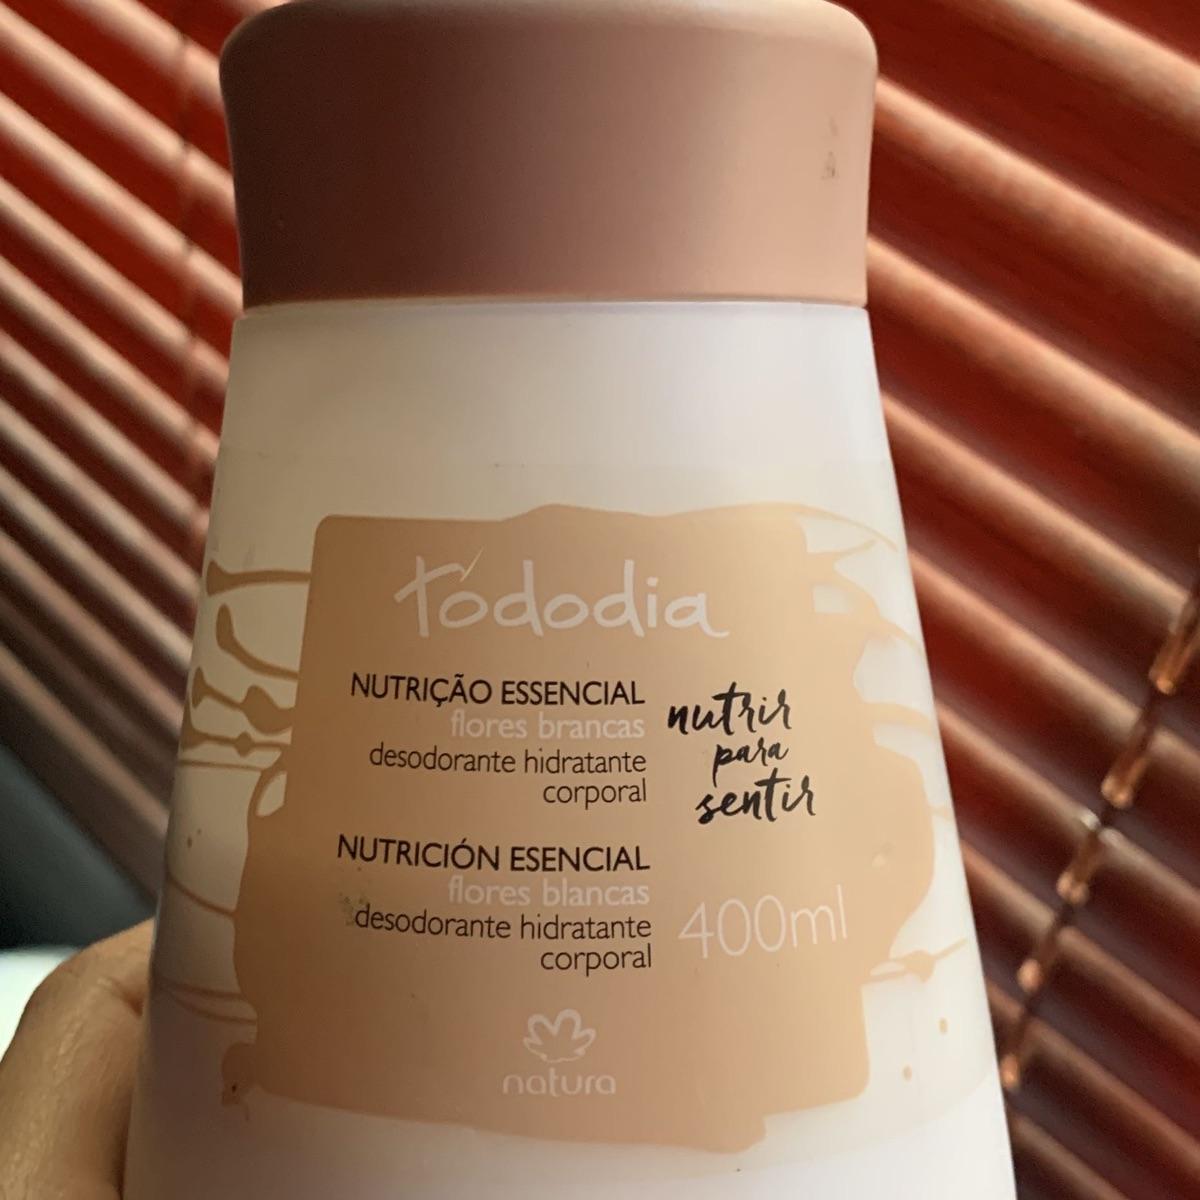 Tododia
NUTRIÇÃO ESSENCIAL
flores brancas
desodorante hidratante
corporal
nutrir
para
sentir
NUTRICIÓN ESENCIAL
flores blancas
desodorante hidratante
corporal
400ml
natura